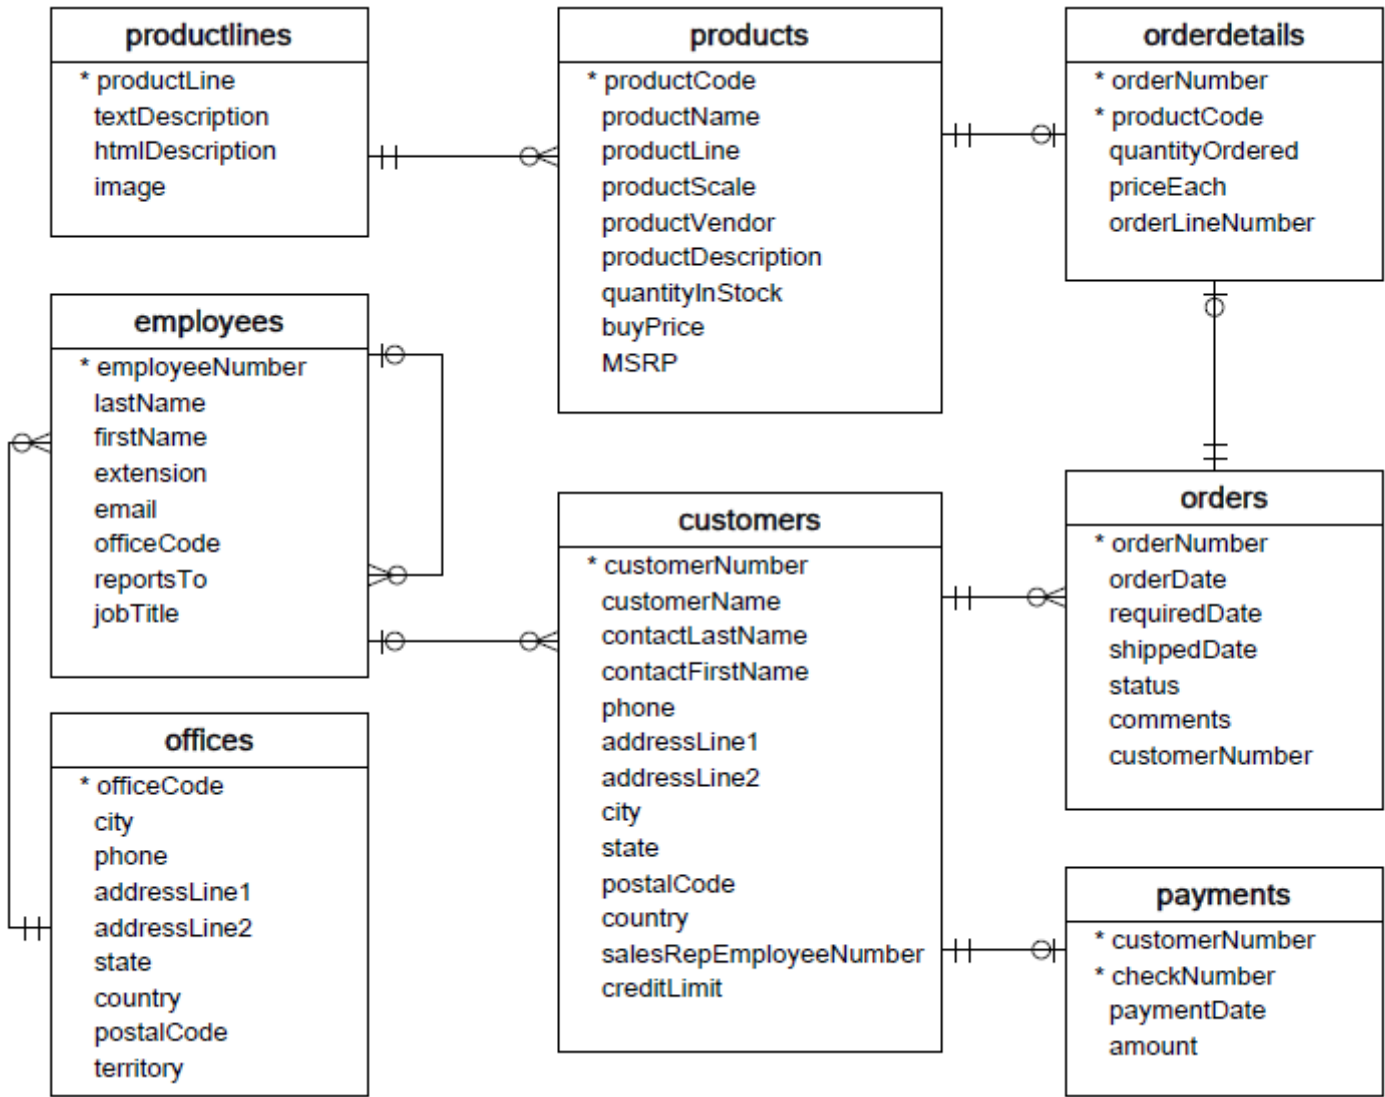 productlines
* productLine
textDescription
htmlDescription
image
products
* productCode
productName
productLine
productScale
productVendor
productDescription
quantityInStock
buyPrice
MSRP
orderdetails
* orderNumber
* productCode
quantityOrdered
priceEach
orderLineNumber
employees
* employeeNumber
lastName
firstName
extension
email
officeCode
reportsTo
jobTitle
customers
* customerNumber
customerName
contactLastName
contactFirstName
phone
addressLine1
addressLine2
city
state
postalCode
country
salesRepEmployeeNumber
creditLimit
orders
* orderNumber
orderDate
requiredDate
shippedDate
status
comments
customerNumber
offices
* officeCode
city
phone
addressLine1
addressLine2
state
country
postalCode
territory
payments
* customerNumber
* checkNumber
paymentDate
amount